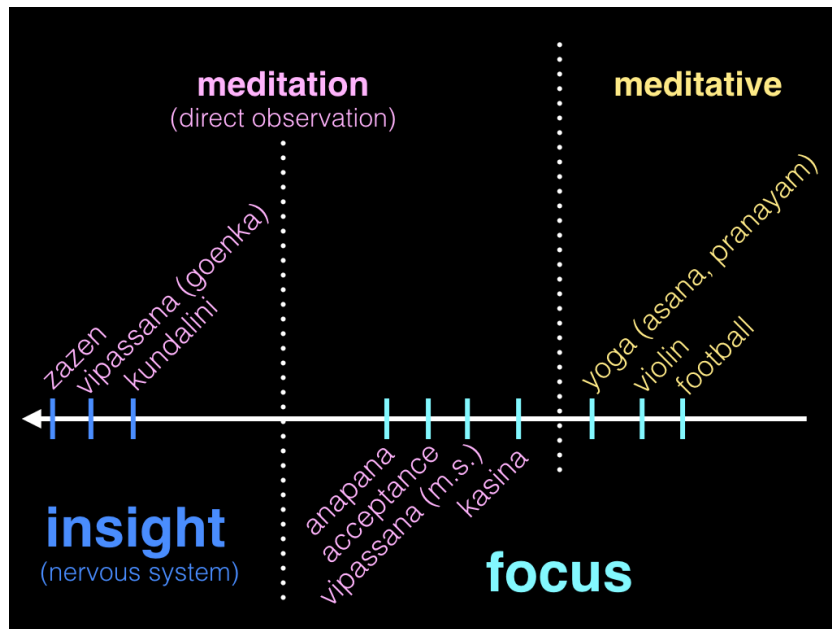 meditation
(direct observation)
meditative
zazen
vipassana (goenka)
kundalini
yoga (asana, pranayam)
violin
football
anapana
acceptance
vipassana (m.s.)
kasina
insight
(nervous system)
focus